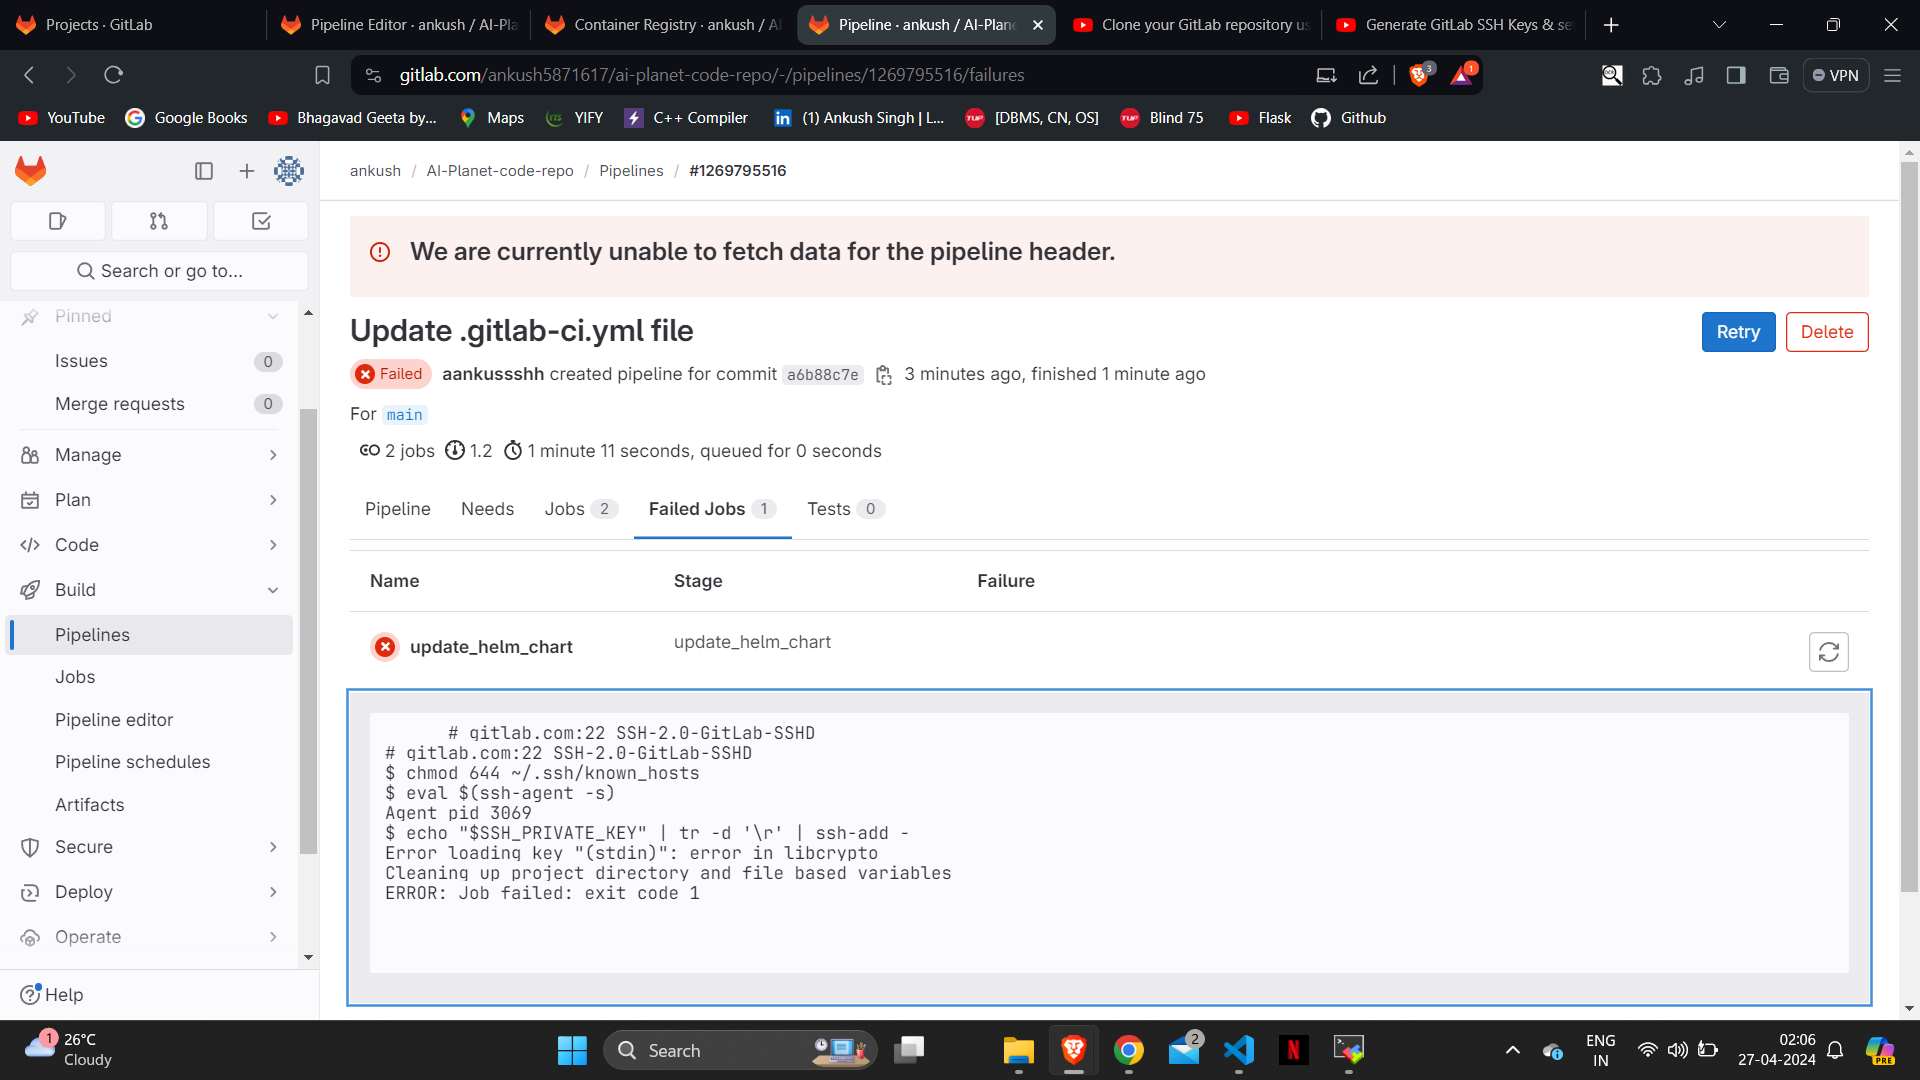 Projects · GitLab
Pipeline Editor · ankush / AI-Pla
Container Registry · ankush / A
Pipeline · ankush / AI-Plane
Clone your GitLab repository us
Generate GitLab SSH Keys & se
gitlab.com/ankush5871617/ai-planet-code-repo/-/pipelines/1269795516/failures
3
1
VPN
YouTube
Google Books
Bhagavad Geeta by...
Maps
YIFY
C++ Compiler
(1) Ankush Singh | L...
[DBMS, CN, OS]
Blind 75
Flask
Github
ankush / AI-Planet-code-repo / Pipelines / #1269795516
Search or go to...
Pinned
Issues 0
Merge requests 0
Manage
Plan
Code
Build
Pipelines
Jobs
Pipeline editor
Pipeline schedules
Artifacts
Secure
Deploy
Operate
Help
We are currently unable to fetch data for the pipeline header.
Update .gitlab-ci.yml file
Retry
Delete
Failed aankussshh created pipeline for commit a6b88c7e 3 minutes ago, finished 1 minute ago
For main
2 jobs 1.2 1 minute 11 seconds, queued for 0 seconds
Pipeline Needs Jobs 2 Failed Jobs 1 Tests 0
Name Stage Failure
update_helm_chart update_helm_chart
# gitlab.com:22 SSH-2.0-GitLab-SSHD
# gitlab.com:22 SSH-2.0-GitLab-SSHD
$ chmod 644 ~/.ssh/known_hosts
$ eval $(ssh-agent -s)
Agent pid 3069
$ echo "$SSH_PRIVATE_KEY" | tr -d '\r' | ssh-add -
Error loading key "(stdin)": error in libcrypto
Cleaning up project directory and file based variables
ERROR: Job failed: exit code 1
1
26°C
Cloudy
Search
2
N
ENG
IN
02:06
27-04-2024
PRE